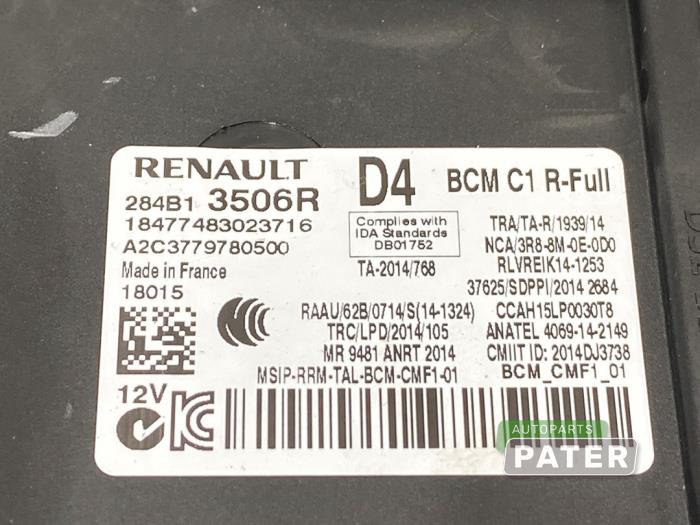 RENAULT D4 BCM C1 R-Full
284B1 3506R
18477483023716
A2C3779780500
Made in France
18015
Complies with
IDA Standards
DB01752
TA-2014/768
TRA/TA-R/1939/14
NCA/3R8-8M-0E-0D0
RLVREIK14-1253
37625/SDPPI/2014 2684
RAAU/62B/0714/S(14-1324) CCAH15LP0030T8
TRC/LPD/2014/105 ANATEL 4069-14-2149
MR 9481 ANRT 2014 CMIIT ID: 2014DJ3738
MSIP-RRM-TAL-BCM-CMF1-01 BCM_CMF1_01
12V
AUTOPARTS
PATER